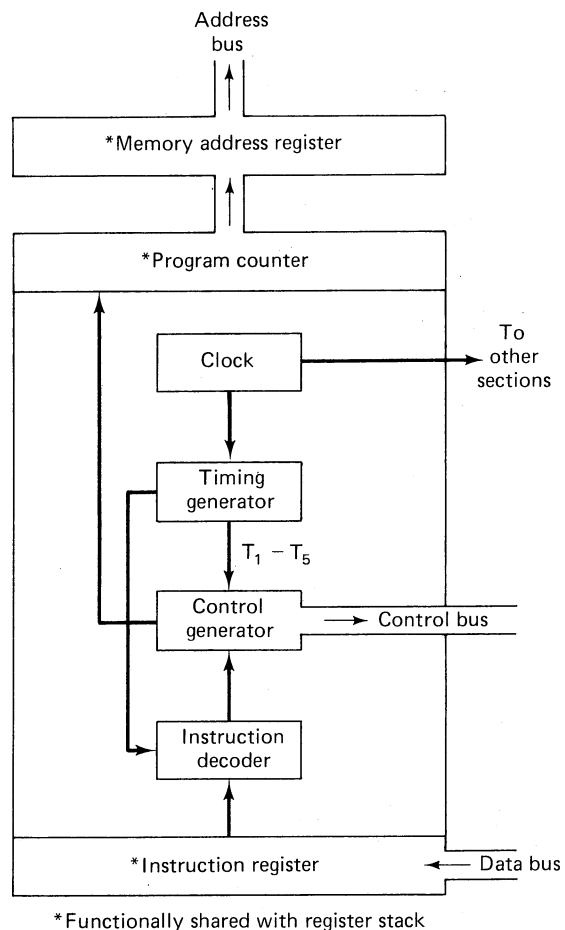 Address
bus
*Memory address register
*Program counter
Clock
To
other
sections
Timing
generator
T₁ – T₅
Control
generator
Control bus
Instruction
decoder
*Instruction register
Data bus
*Functionally shared with register stack